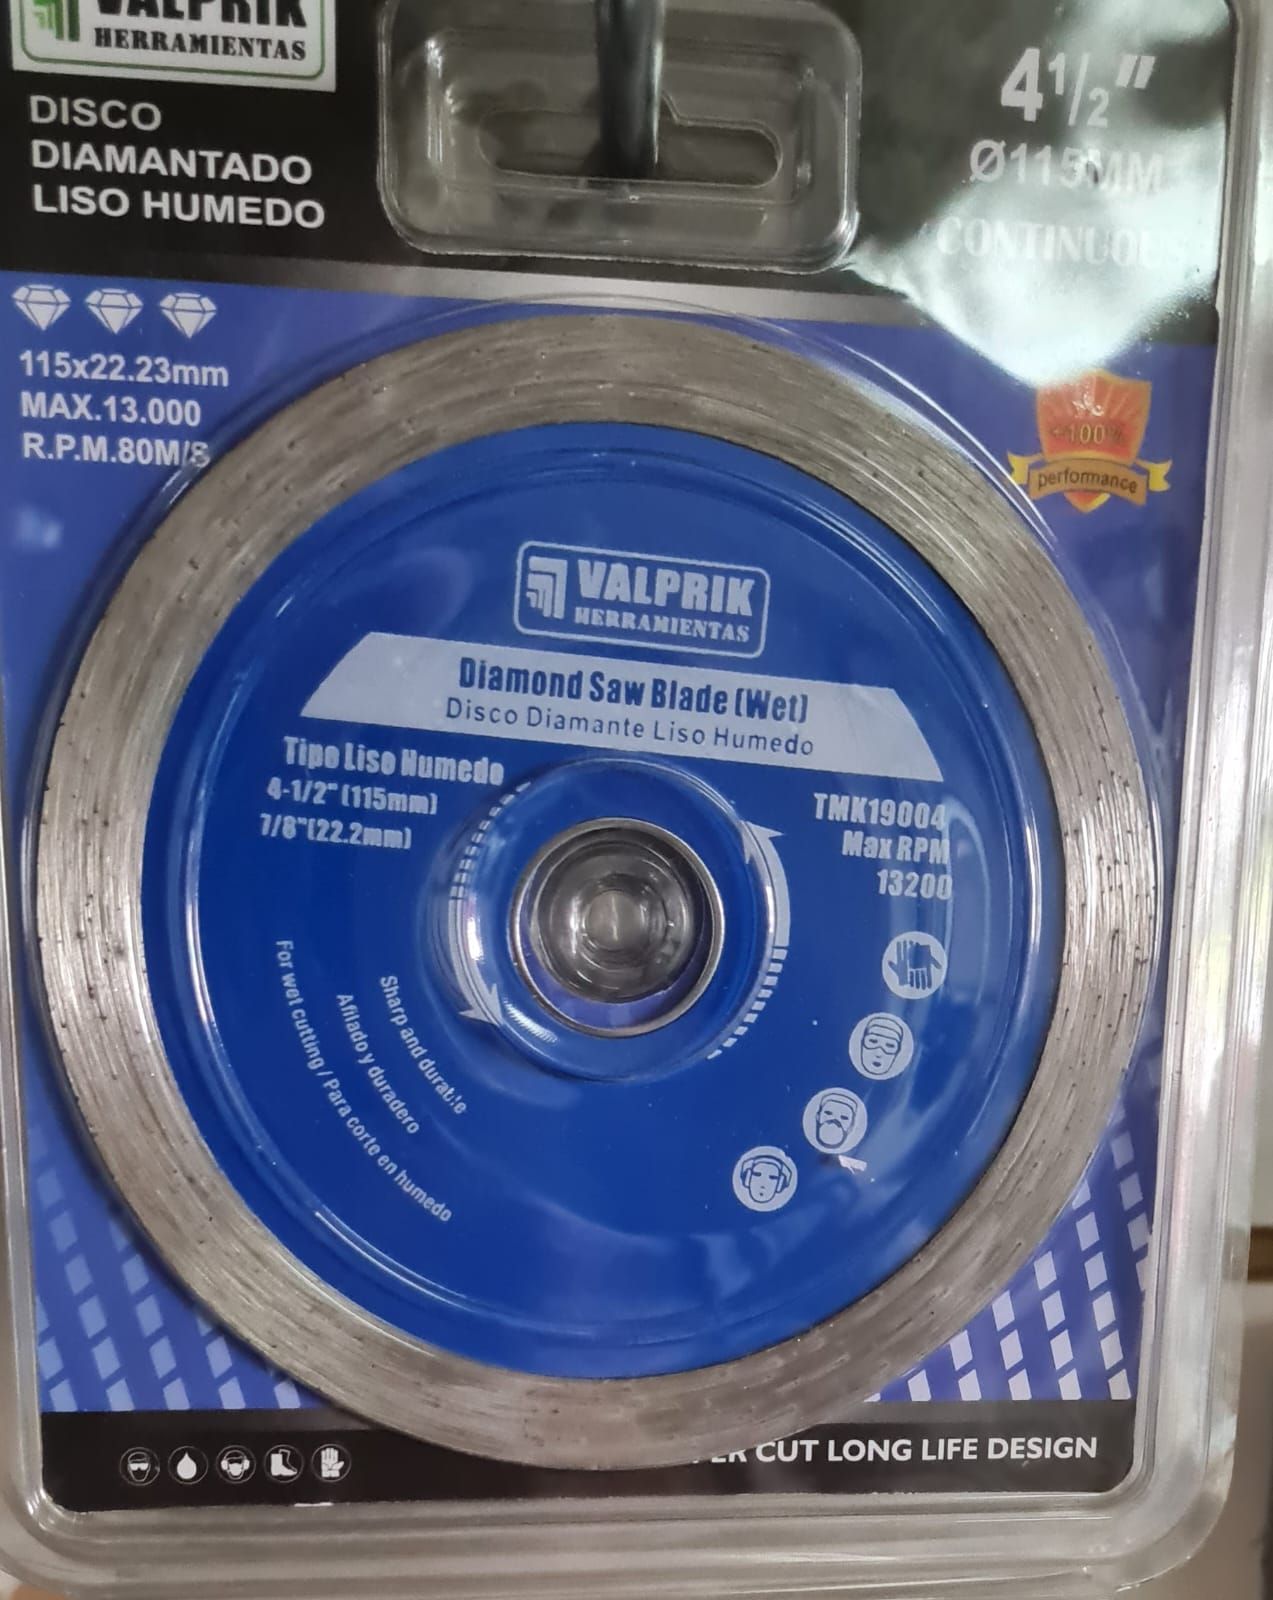 VALPRIK
HERRAMIENTAS
DISCO
DIAMANTADO
LISO HUMEDO
4 1/2"
Ø115MM
CONTINUOUS
115x22.23mm
MAX.13.000
R.P.M.80M/S
100%
performance
VALPRIK
HERRAMIENTAS
Diamond Saw Blade (Wet)
Disco Diamante Liso Humedo
Tipo Liso Humedo
4-1/2" (115mm)
7/8"(22.2mm)
TMK19004
Max RPM
13200
Sharp and durable
Afilado y duradero
For wet cutting / Para corte en humedo
CUT LONG LIFE DESIGN